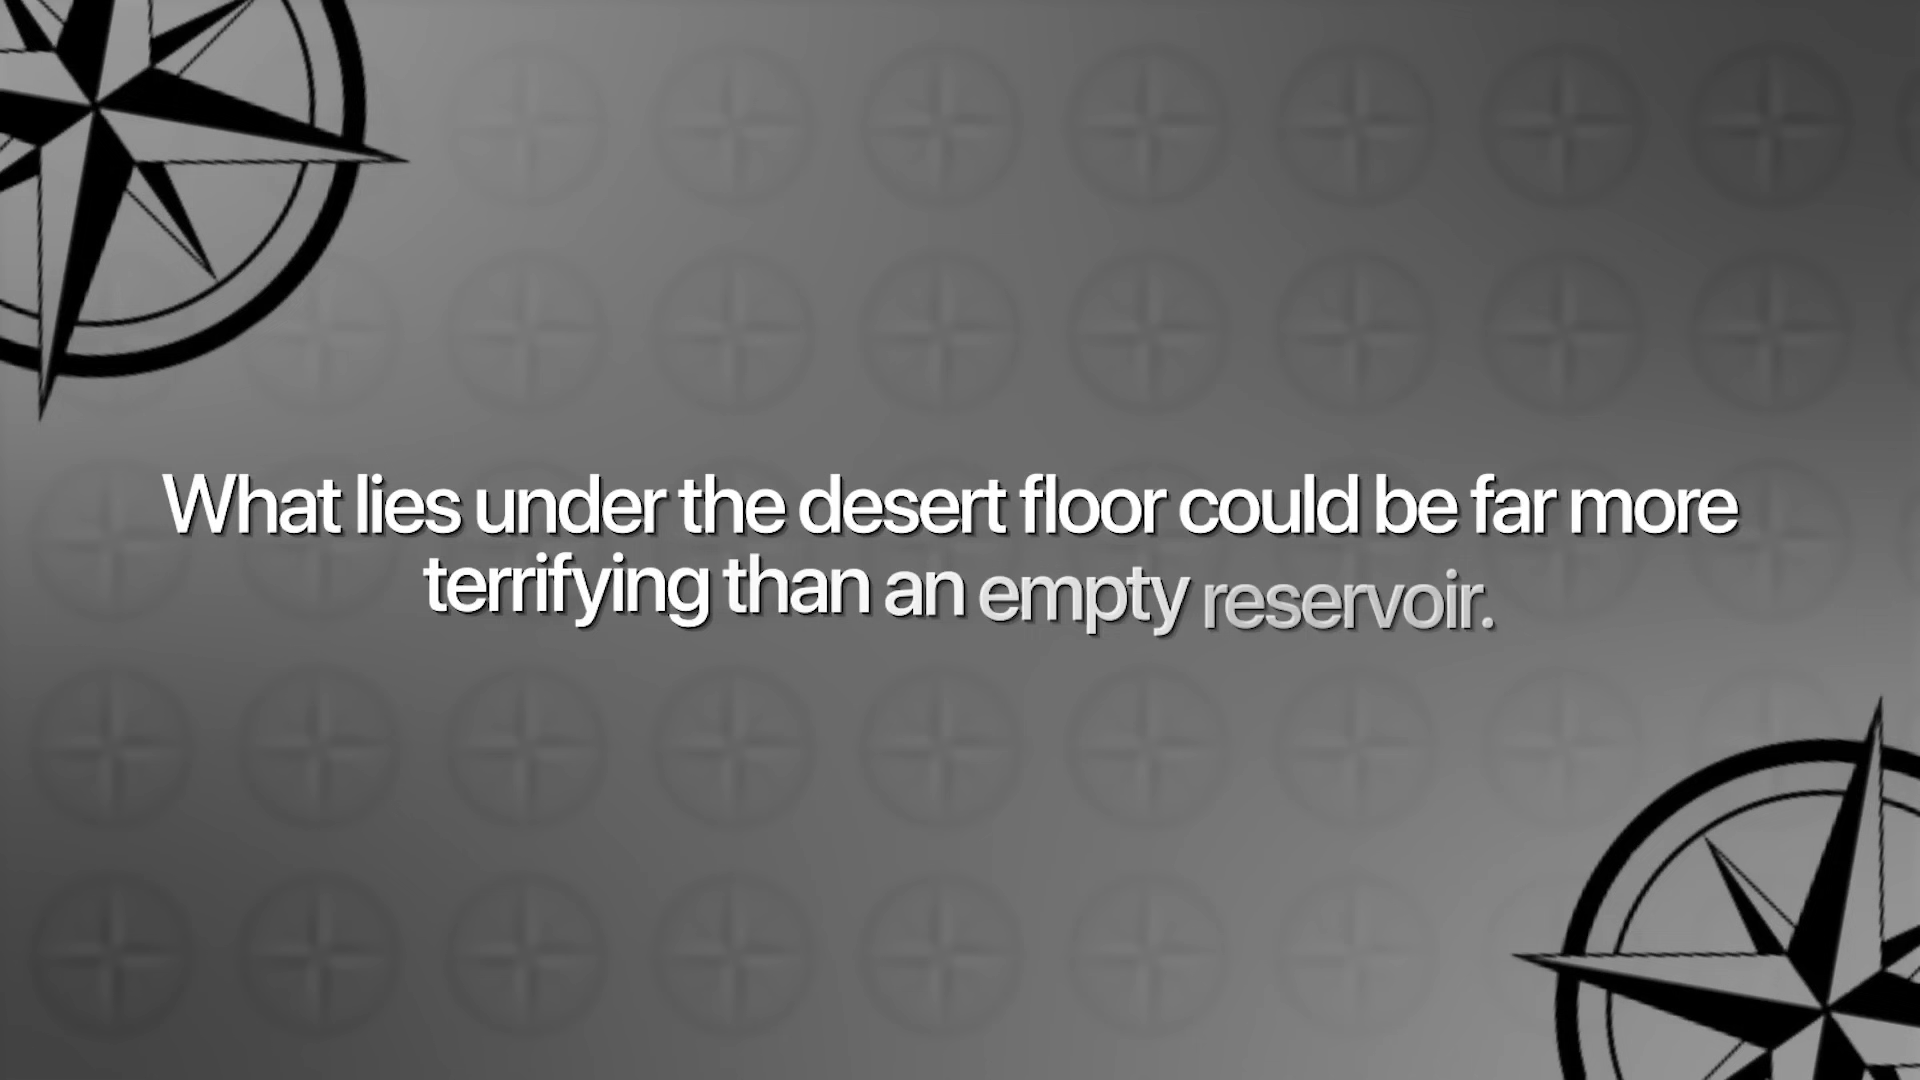 What lies under the desert floor could be far more
terrifying than an empty reservoir.